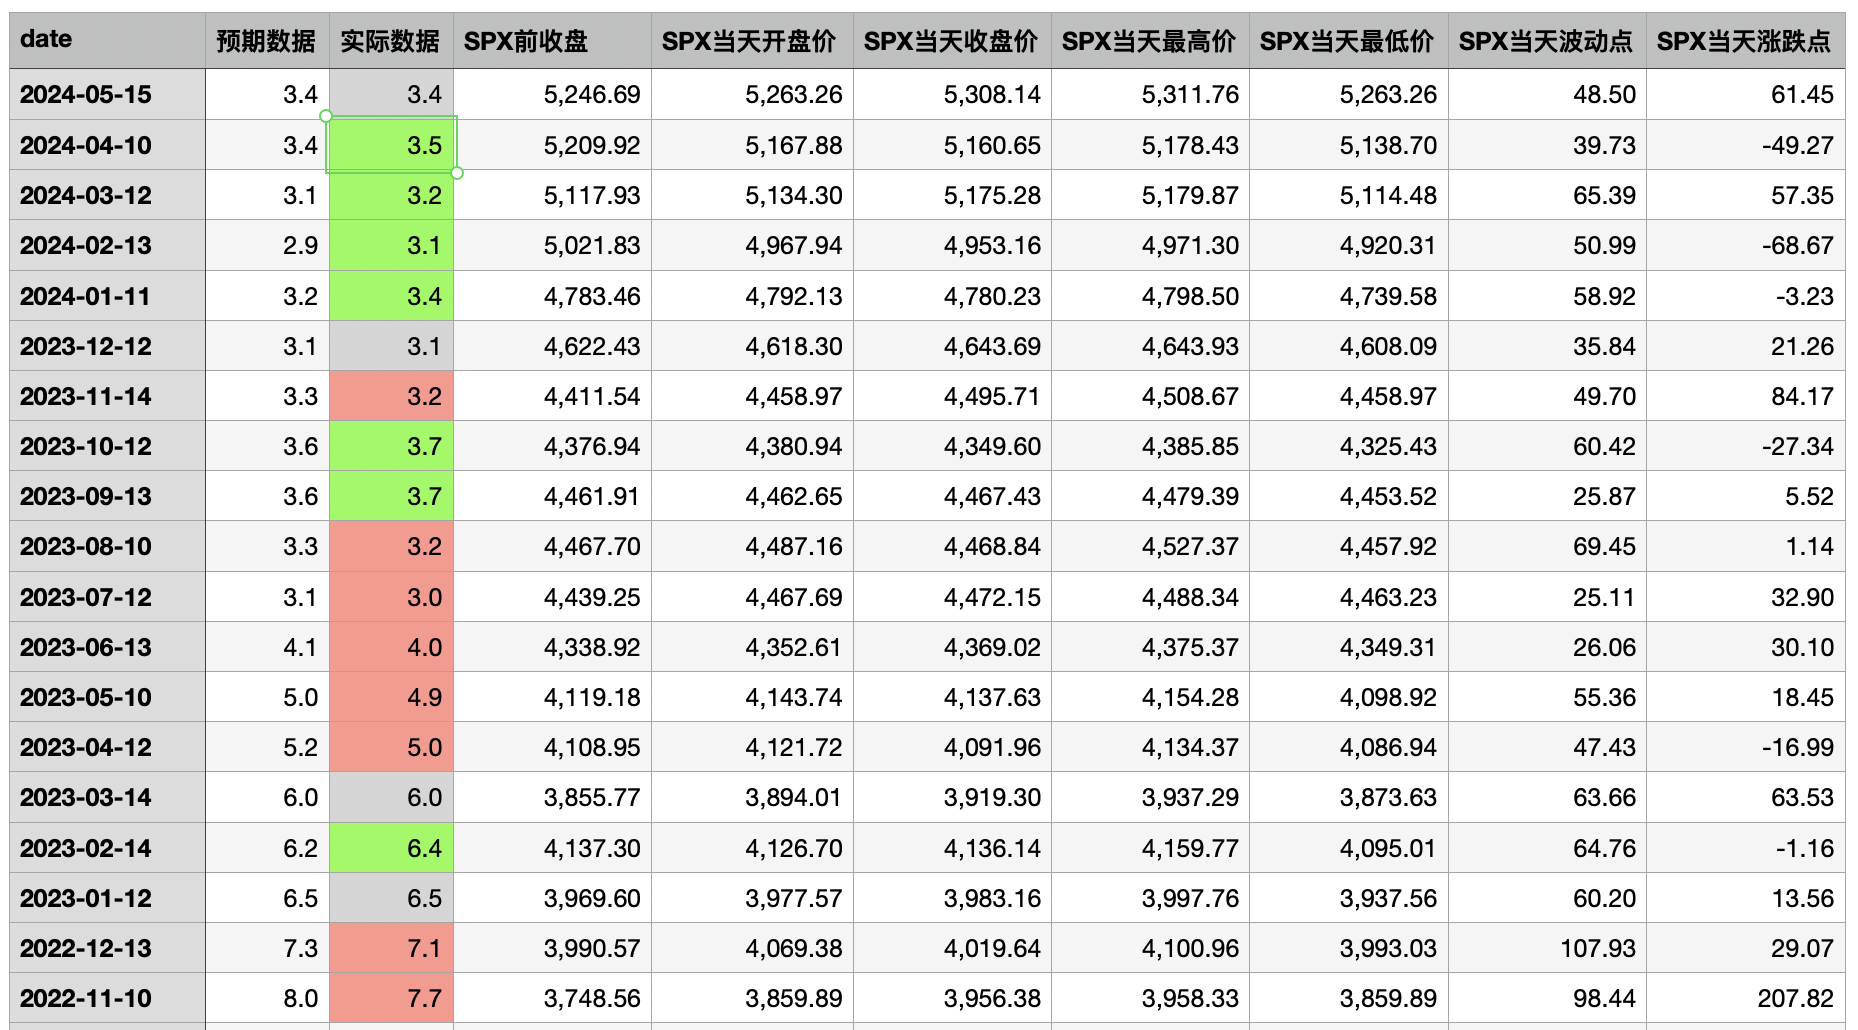 date 预期数据 实际数据 SPX前收盘 SPX当天开盘价 SPX当天收盘价 SPX当天最高价 SPX当天最低价 SPX当天波动点 SPX当天涨跌点
2024-05-15 3.4 3.4 5,246.69 5,263.26 5,308.14 5,311.76 5,263.26 48.50 61.45
2024-04-10 3.4 3.5 5,209.92 5,167.88 5,160.65 5,178.43 5,138.70 39.73 -49.27
2024-03-12 3.1 3.2 5,117.93 5,134.30 5,175.28 5,179.87 5,114.48 65.39 57.35
2024-02-13 2.9 3.1 5,021.83 4,967.94 4,953.16 4,971.30 4,920.31 50.99 -68.67
2024-01-11 3.2 3.4 4,783.46 4,792.13 4,780.23 4,798.50 4,739.58 58.92 -3.23
2023-12-12 3.1 3.1 4,622.43 4,618.30 4,643.69 4,643.93 4,608.09 35.84 21.26
2023-11-14 3.3 3.2 4,411.54 4,458.97 4,495.71 4,508.67 4,458.97 49.70 84.17
2023-10-12 3.6 3.7 4,376.94 4,380.94 4,349.60 4,385.85 4,325.43 60.42 -27.34
2023-09-13 3.6 3.7 4,461.91 4,462.65 4,467.43 4,479.39 4,453.52 25.87 5.52
2023-08-10 3.3 3.2 4,467.70 4,487.16 4,468.84 4,527.37 4,457.92 69.45 1.14
2023-07-12 3.1 3.0 4,439.25 4,467.69 4,472.15 4,488.34 4,463.23 25.11 32.90
2023-06-13 4.1 4.0 4,338.92 4,352.61 4,369.02 4,375.37 4,349.31 26.06 30.10
2023-05-10 5.0 4.9 4,119.18 4,143.74 4,137.63 4,154.28 4,098.92 55.36 18.45
2023-04-12 5.2 5.0 4,108.95 4,121.72 4,091.96 4,134.37 4,086.94 47.43 -16.99
2023-03-14 6.0 6.0 3,855.77 3,894.01 3,919.30 3,937.29 3,873.63 63.66 63.53
2023-02-14 6.2 6.4 4,137.30 4,126.70 4,136.14 4,159.77 4,095.01 64.76 -1.16
2023-01-12 6.5 6.5 3,969.60 3,977.57 3,983.16 3,997.76 3,937.56 60.20 13.56
2022-12-13 7.3 7.1 3,990.57 4,069.38 4,019.64 4,100.96 3,993.03 107.93 29.07
2022-11-10 8.0 7.7 3,748.56 3,859.89 3,956.38 3,958.33 3,859.89 98.44 207.82